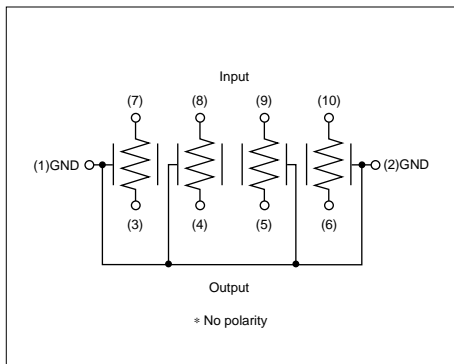 Input
(7) (8) (9) (10)
(1)GND (2)GND
(3) (4) (5) (6)
Output
* No polarity